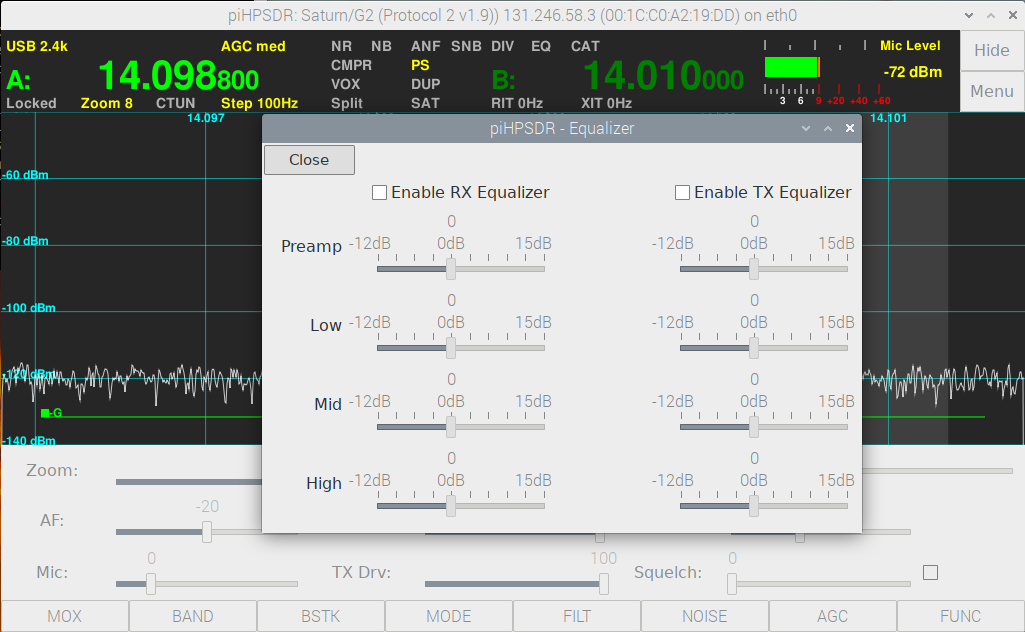 piHPSDR: Saturn/G2 (Protocol 2 v1.9)) 131.246.58.3 (00:1C:C0:A2:19:DD) on eth0
USB 2.4k AGC med NR NB ANF SNB DIV EQ CAT Mic Level Hide
A: 14.098800 CMPR PS B: 14.010000 -72 dBm
VOX DUP Menu
Locked Zoom 8 CTUN Step 100Hz Split SAT RIT 0Hz XIT 0Hz 3 6 9 +20 +40 +60
14.097 14.101
piHPSDR - Equalizer
Close
-60 dBm
Enable RX Equalizer Enable TX Equalizer
0 0
-80 dBm Preamp -12dB 0dB 15dB -12dB 0dB 15dB
0 0
-100 dBm
Low -12dB 0dB 15dB -12dB 0dB 15dB
-120 dBm
0 0
Mid -12dB 0dB 15dB -12dB 0dB 15dB
-G
-140 dBm
0 0
High -12dB 0dB 15dB -12dB 0dB 15dB
Zoom:
-20
AF:
0 100 0
Mic: TX Drv: Squelch:
MOX BAND BSTK MODE FILT NOISE AGC FUNC